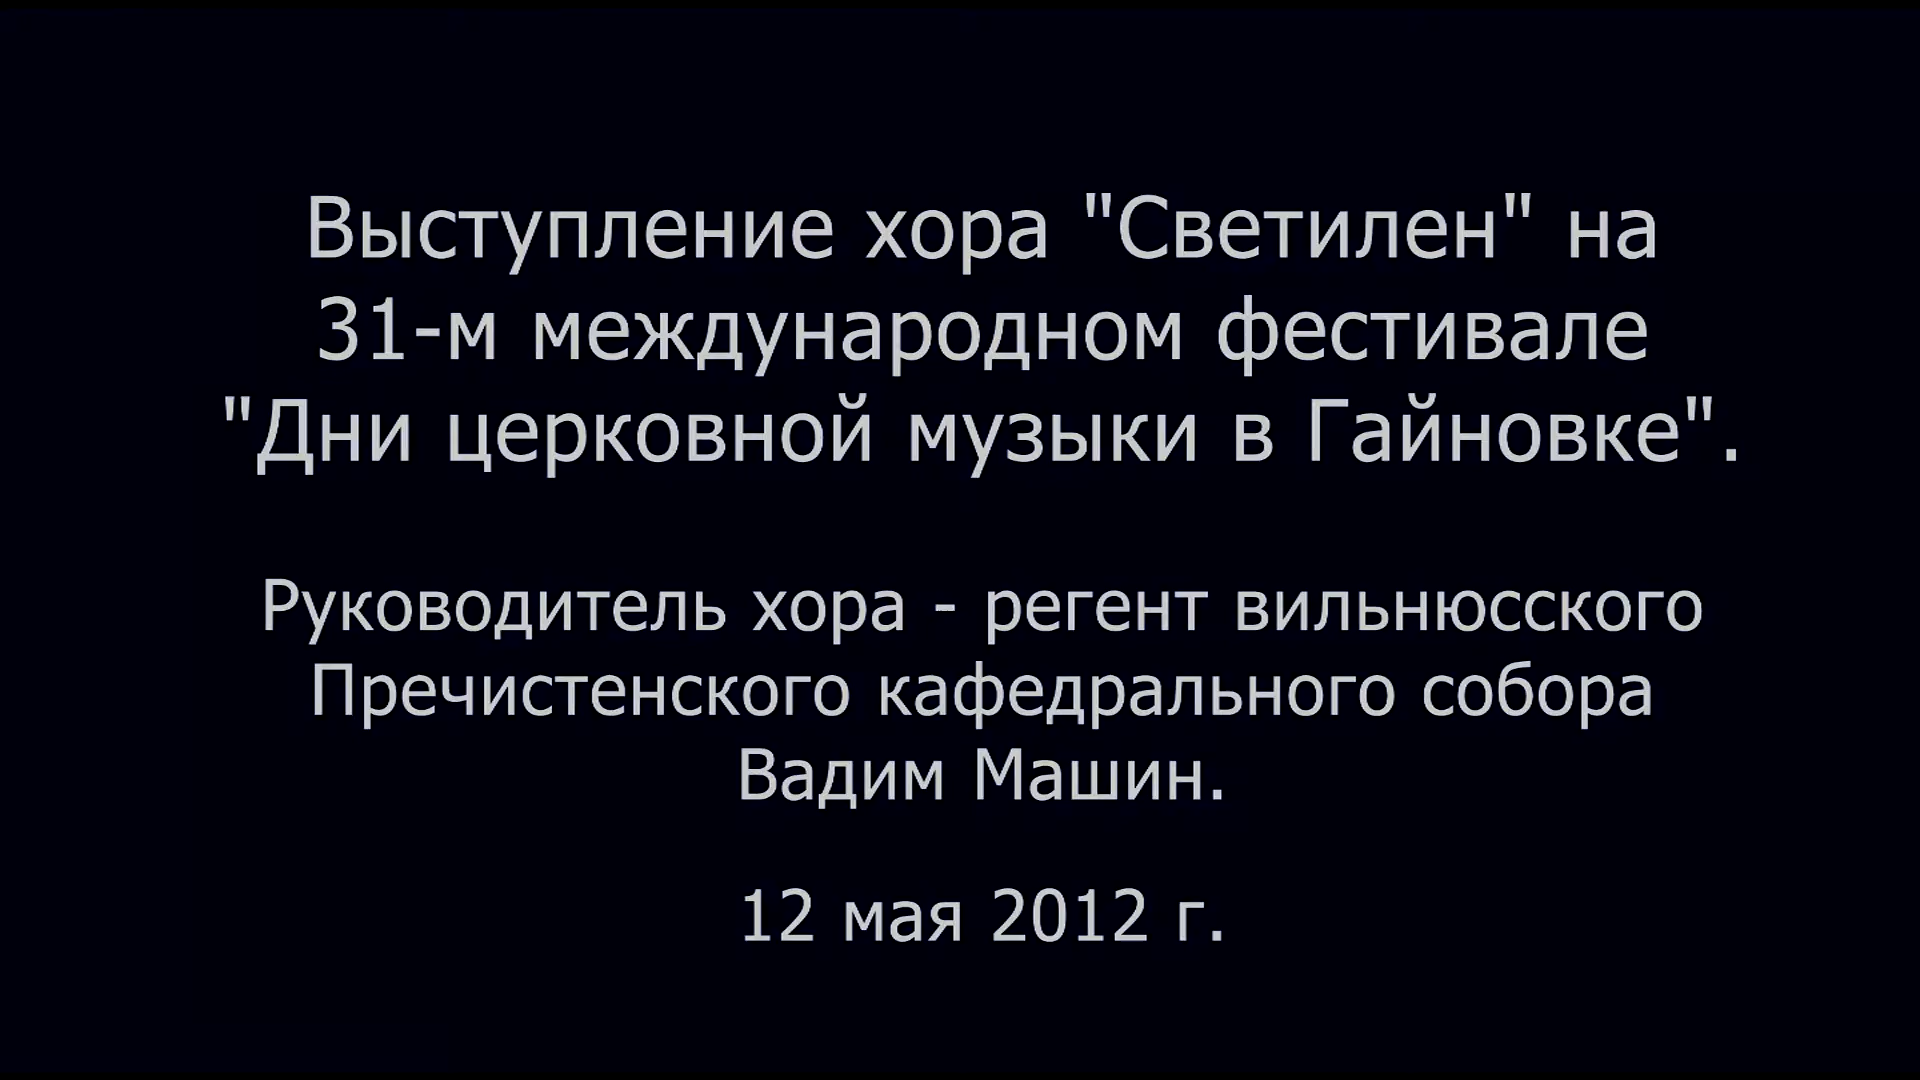 Выступление хора "Светилен" на
31-м международном фестивале
"Дни церковной музыки в Гайновке".
Руководитель хора - регент вильнюсского
Пречистенского кафедрального собора
Вадим Машин.
12 мая 2012 г.